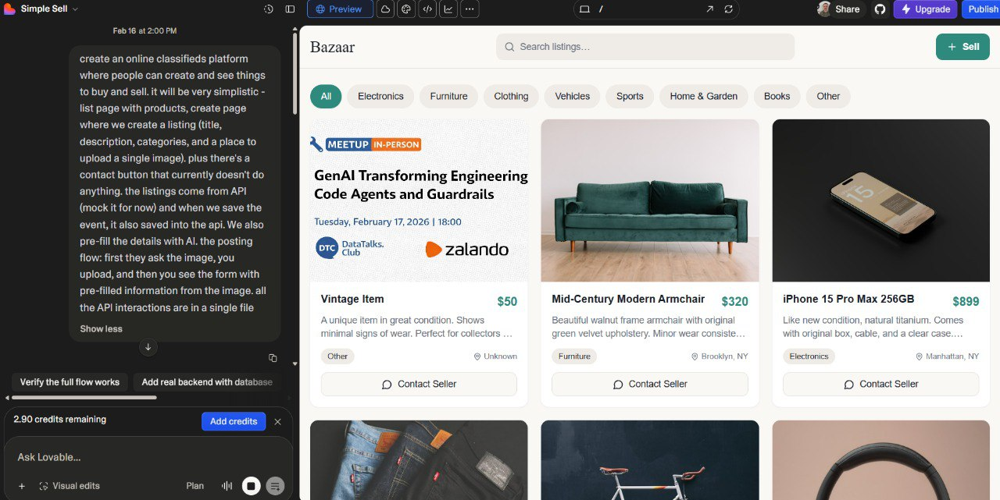 Simple Sell
Preview
/
Share
Upgrade
Publish
Feb 16 at 2:00 PM
create an online classifieds platform
where people can create and see things
to buy and sell. it will be very simplistic -
list page with products, create page
where we create a listing (title,
description, categories, and a place to
upload a single image). plus there's a
contact button that currently doesn't do
anything. the listings come from API
(mock it for now) and when we save the
event, it also saved into the api. We also
pre-fill the details with AI. the posting
flow: first they ask the image, you
upload, and then you see the form with
pre-filled information from the image. all
the API interactions are in a single file
Show less
Verify the full flow works
Add real backend with database
2.90 credits remaining
Add credits
Ask Lovable...
Visual edits
Plan
Bazaar
Search listings...
+ Sell
All
Electronics
Furniture
Clothing
Vehicles
Sports
Home & Garden
Books
Other
MEETUP IN-PERSON
GenAI Transforming Engineering
Code Agents and Guardrails
Tuesday, February 17, 2026 | 18:00
DTC DataTalks.
Club
zalando
Vintage Item
$50
A unique item in great condition. Shows
minimal signs of wear. Perfect for collectors ...
Other
Unknown
Contact Seller
Mid-Century Modern Armchair
$320
Beautiful walnut frame armchair with original
green velvet upholstery. Minor wear consiste...
Furniture
Brooklyn, NY
Contact Seller
iPhone
15
iPhone 15 Pro Max 256GB
$899
Like new condition, natural titanium. Comes
with original box, cable, and a clear case....
Electronics
Manhattan, NY
Contact Seller